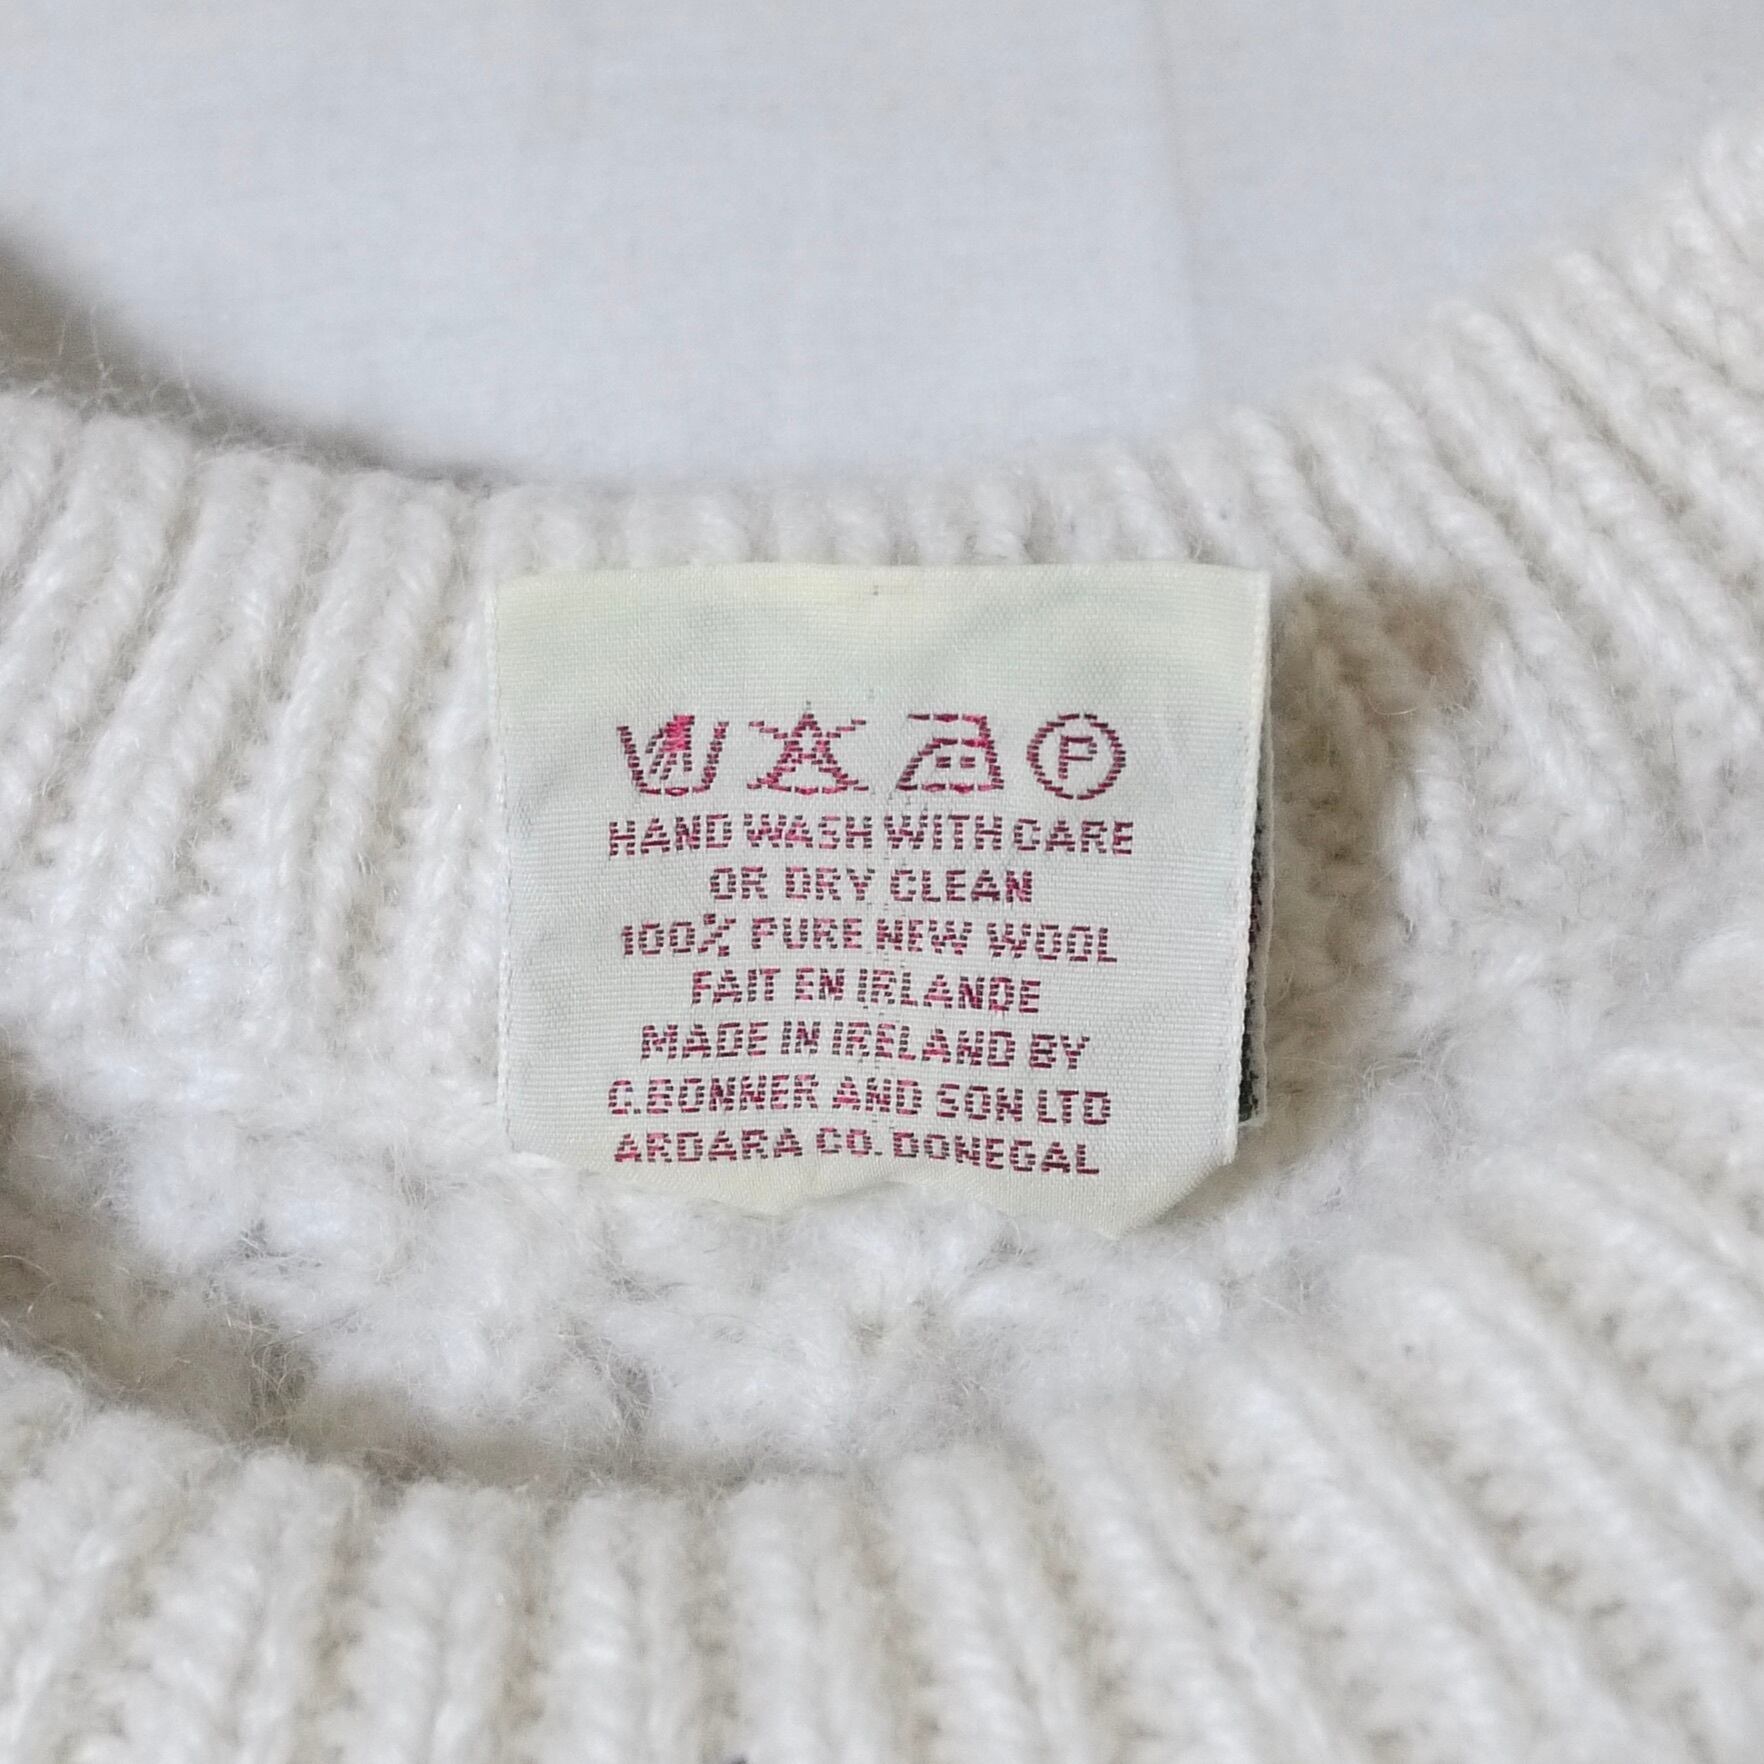 P
HAND WASH WITH CARE
OR DRY CLEAN
100% PURE NEW WOOL
FAIT EN IRLANDE
MADE IN IRELAND BY
C.BONNER AND SON LTD
ARDARA CO. DONEGAL